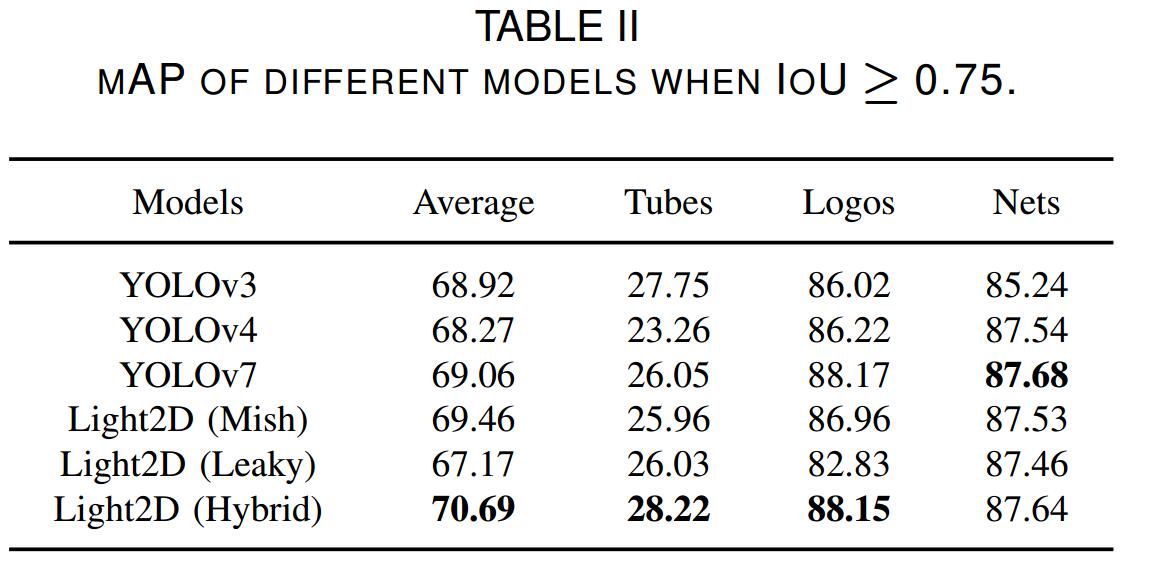 TABLE II
MAP OF DIFFERENT MODELS WHEN IOU ≥ 0.75.
Models Average Tubes Logos Nets
YOLOv3 68.92 27.75 86.02 85.24
YOLOv4 68.27 23.26 86.22 87.54
YOLOv7 69.06 26.05 88.17 87.68
Light2D (Mish) 69.46 25.96 86.96 87.53
Light2D (Leaky) 67.17 26.03 82.83 87.46
Light2D (Hybrid) 70.69 28.22 88.15 87.64